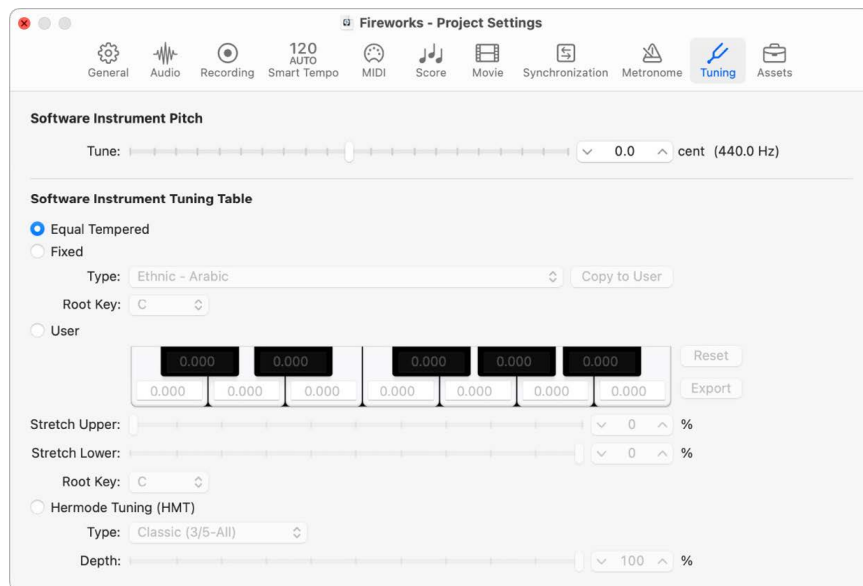 Fireworks - Project Settings
120
AUTO
General Audio Recording Smart Tempo MIDI Score Movie Synchronization Metronome Tuning Assets
Software Instrument Pitch
Tune: 0.0 cent (440.0 Hz)
Software Instrument Tuning Table
Equal Tempered
Fixed
Type: Ethnic - Arabic Copy to User
Root Key: C
User
0.000 0.000 0.000 0.000 0.000 Reset
0.000 0.000 0.000 0.000 0.000 0.000 0.000 Export
Stretch Upper: 0 %
Stretch Lower: 0 %
Root Key: C
Hermode Tuning (HMT)
Type: Classic (3/5-All)
Depth: 100 %